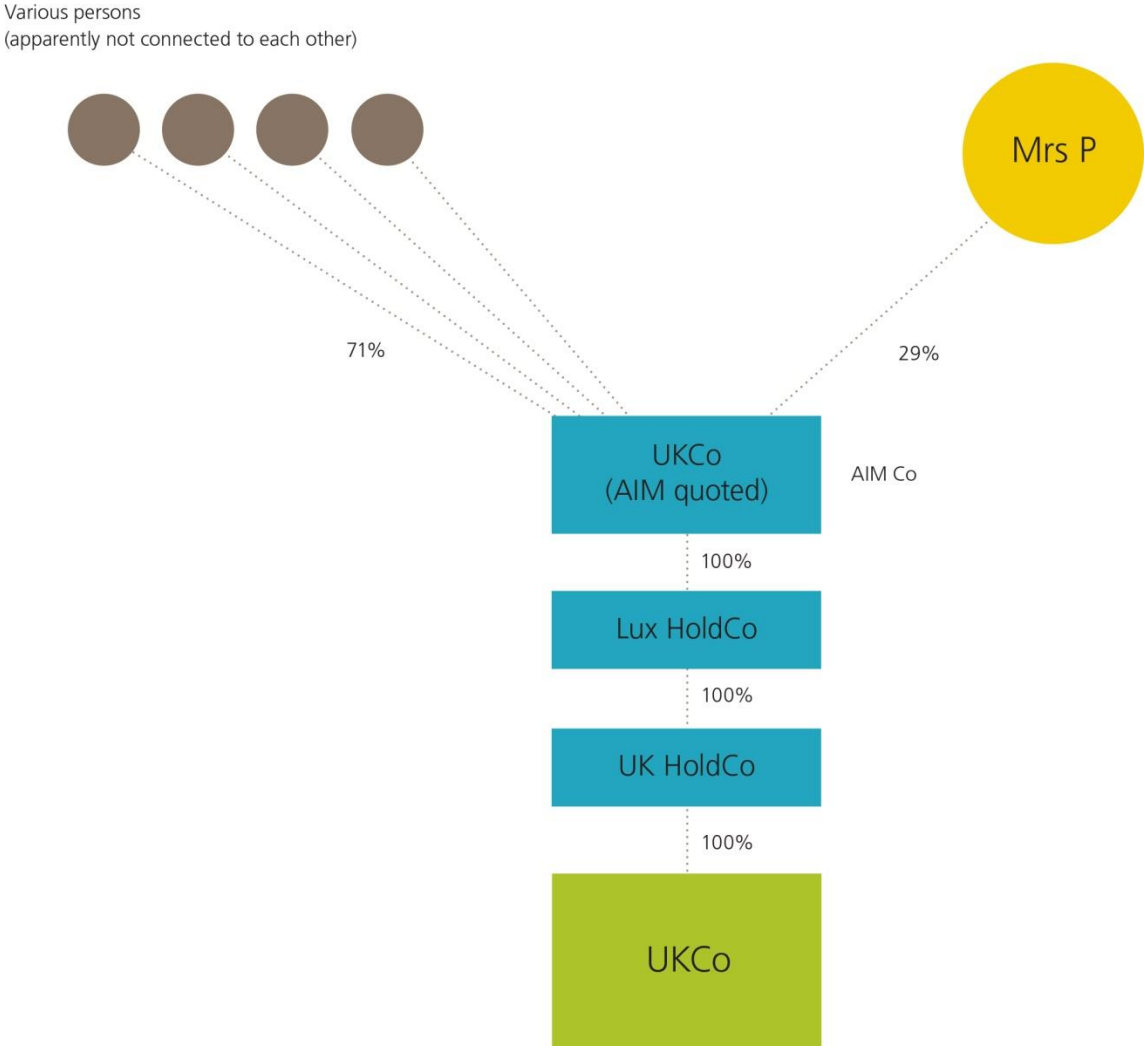 Various persons
(apparently not connected to each other)
Mrs P
71%
29%
UKCo
(AIM quoted)
AIM Co
100%
Lux HoldCo
100%
UK HoldCo
100%
UKCo